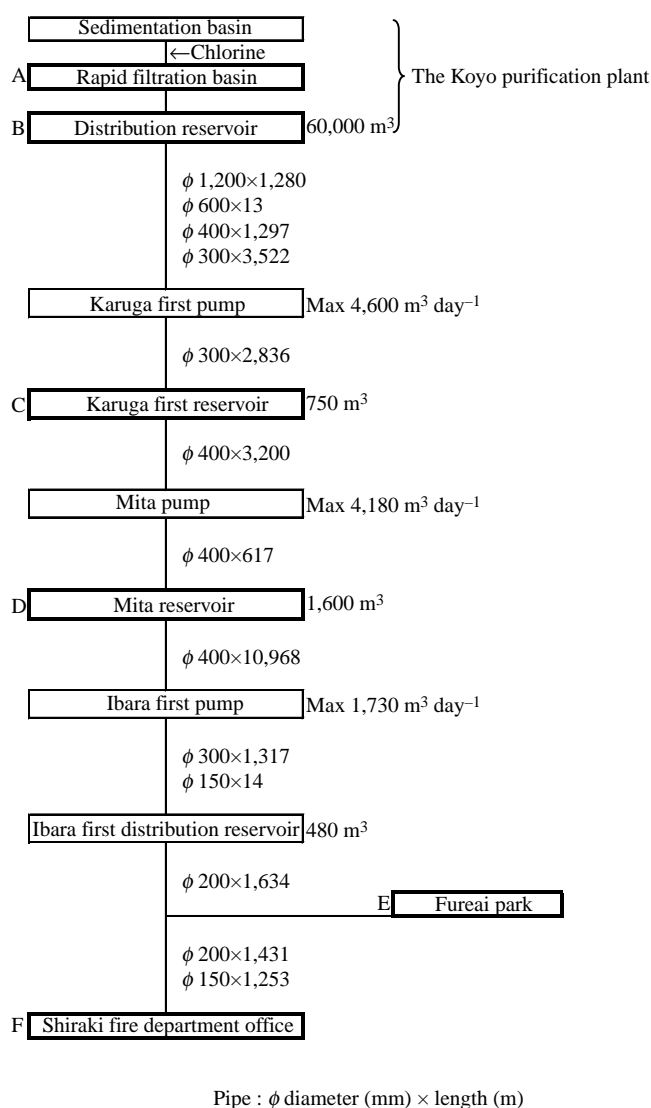 Sedimentation basin
←Chlorine
A Rapid filtration basin
The Koyo purification plant
B Distribution reservoir 60,000 m³
ϕ 1,200×1,280
ϕ 600×13
ϕ 400×1,297
ϕ 300×3,522
Karuga first pump Max 4,600 m³ day⁻¹
ϕ 300×2,836
C Karuga first reservoir 750 m³
ϕ 400×3,200
Mita pump Max 4,180 m³ day⁻¹
ϕ 400×617
D Mita reservoir 1,600 m³
ϕ 400×10,968
Ibara first pump Max 1,730 m³ day⁻¹
ϕ 300×1,317
ϕ 150×14
Ibara first distribution reservoir 480 m³
ϕ 200×1,634
E Fureai park
ϕ 200×1,431
ϕ 150×1,253
F Shiraki fire department office
Pipe : ϕ diameter (mm) × length (m)